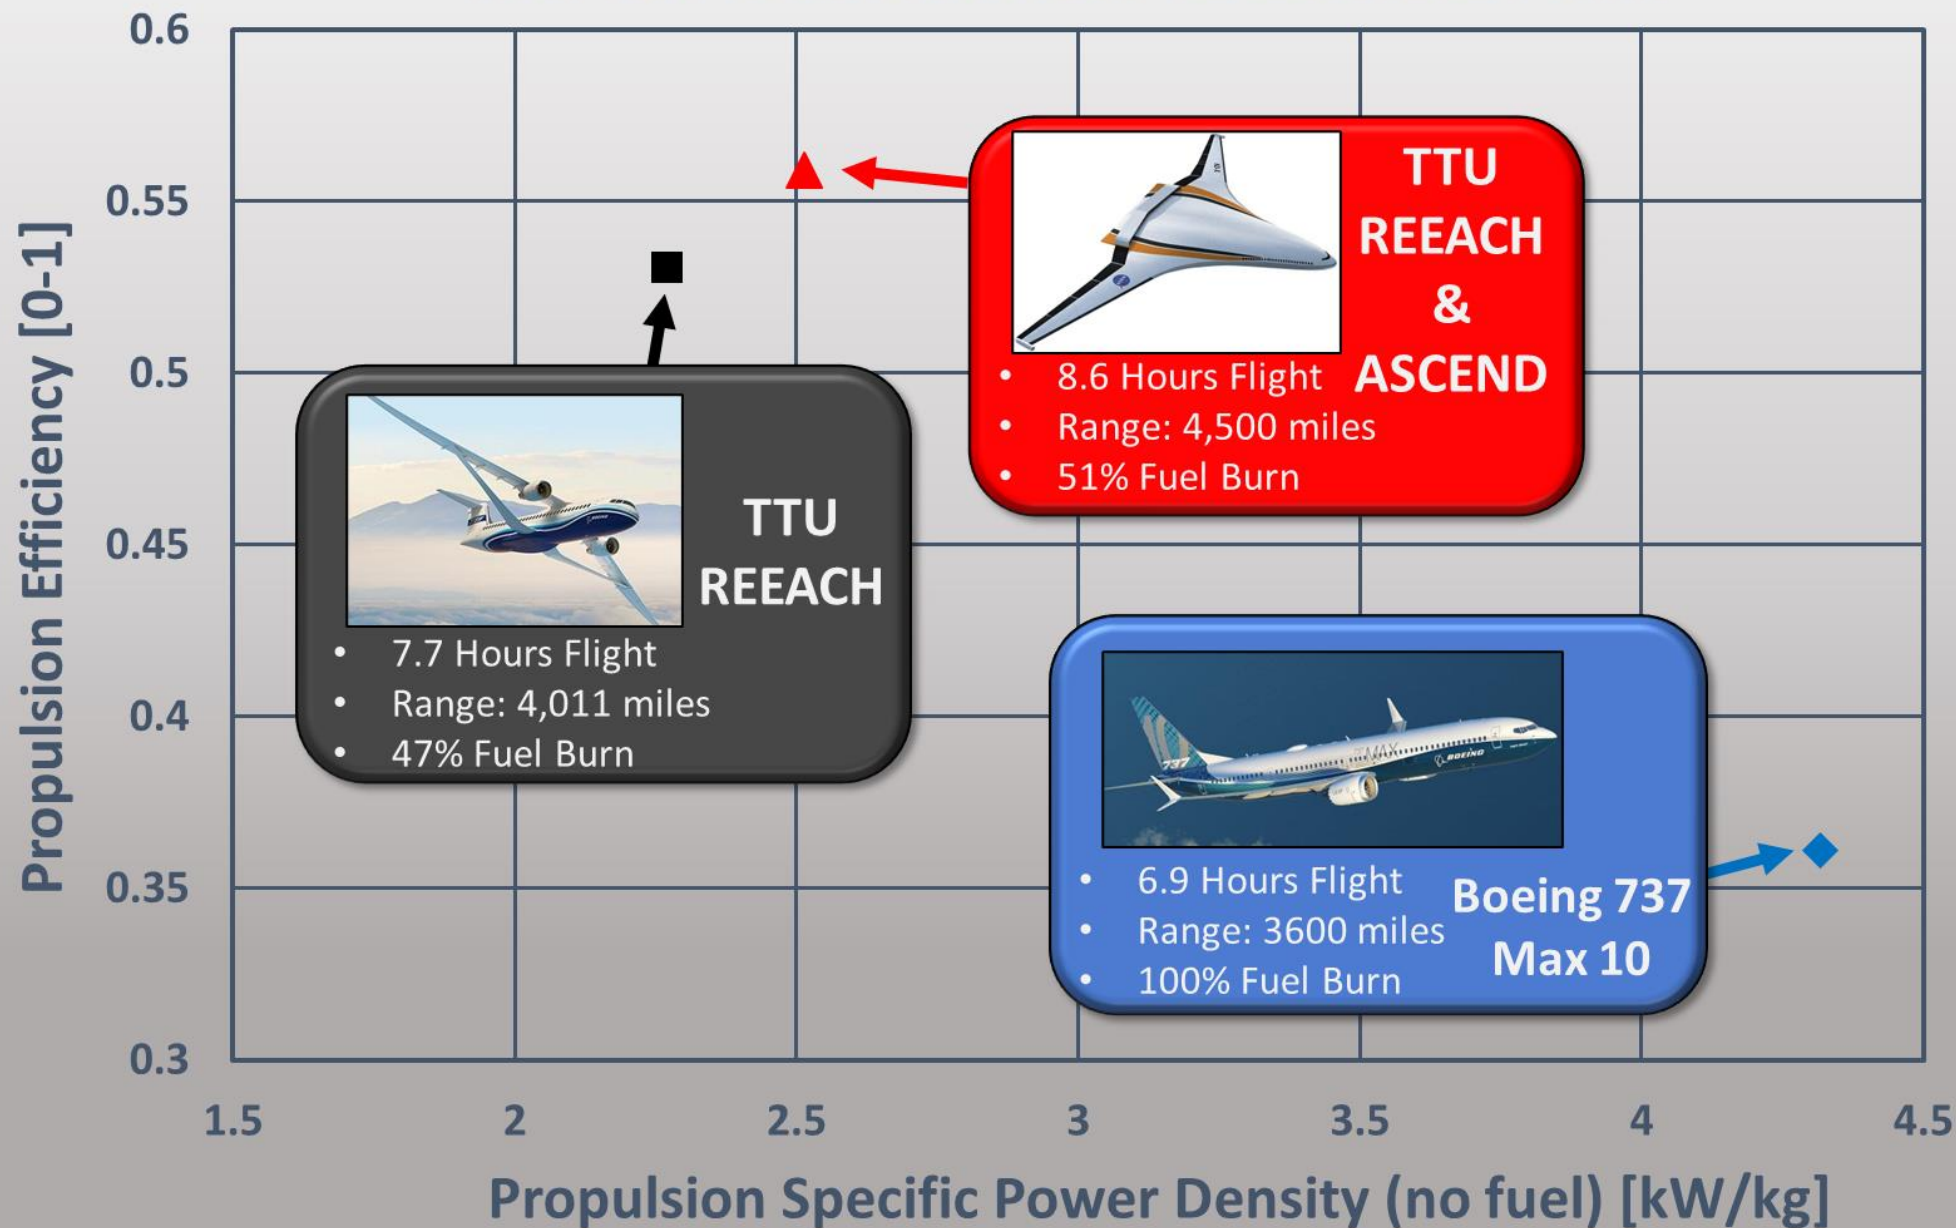 0.6
0.55
0.5
0.45
0.4
0.35
0.3
Propulsion Efficiency [0-1]
TTU
REEACH
&
ASCEND
• 8.6 Hours Flight
• Range: 4,500 miles
• 51% Fuel Burn
TTU
REEACH
• 7.7 Hours Flight
• Range: 4,011 miles
• 47% Fuel Burn
737
MAX
BOEING
• 6.9 Hours Flight
• Range: 3600 miles
• 100% Fuel Burn
Boeing 737
Max 10
1.5 2 2.5 3 3.5 4 4.5
Propulsion Specific Power Density (no fuel) [kW/kg]